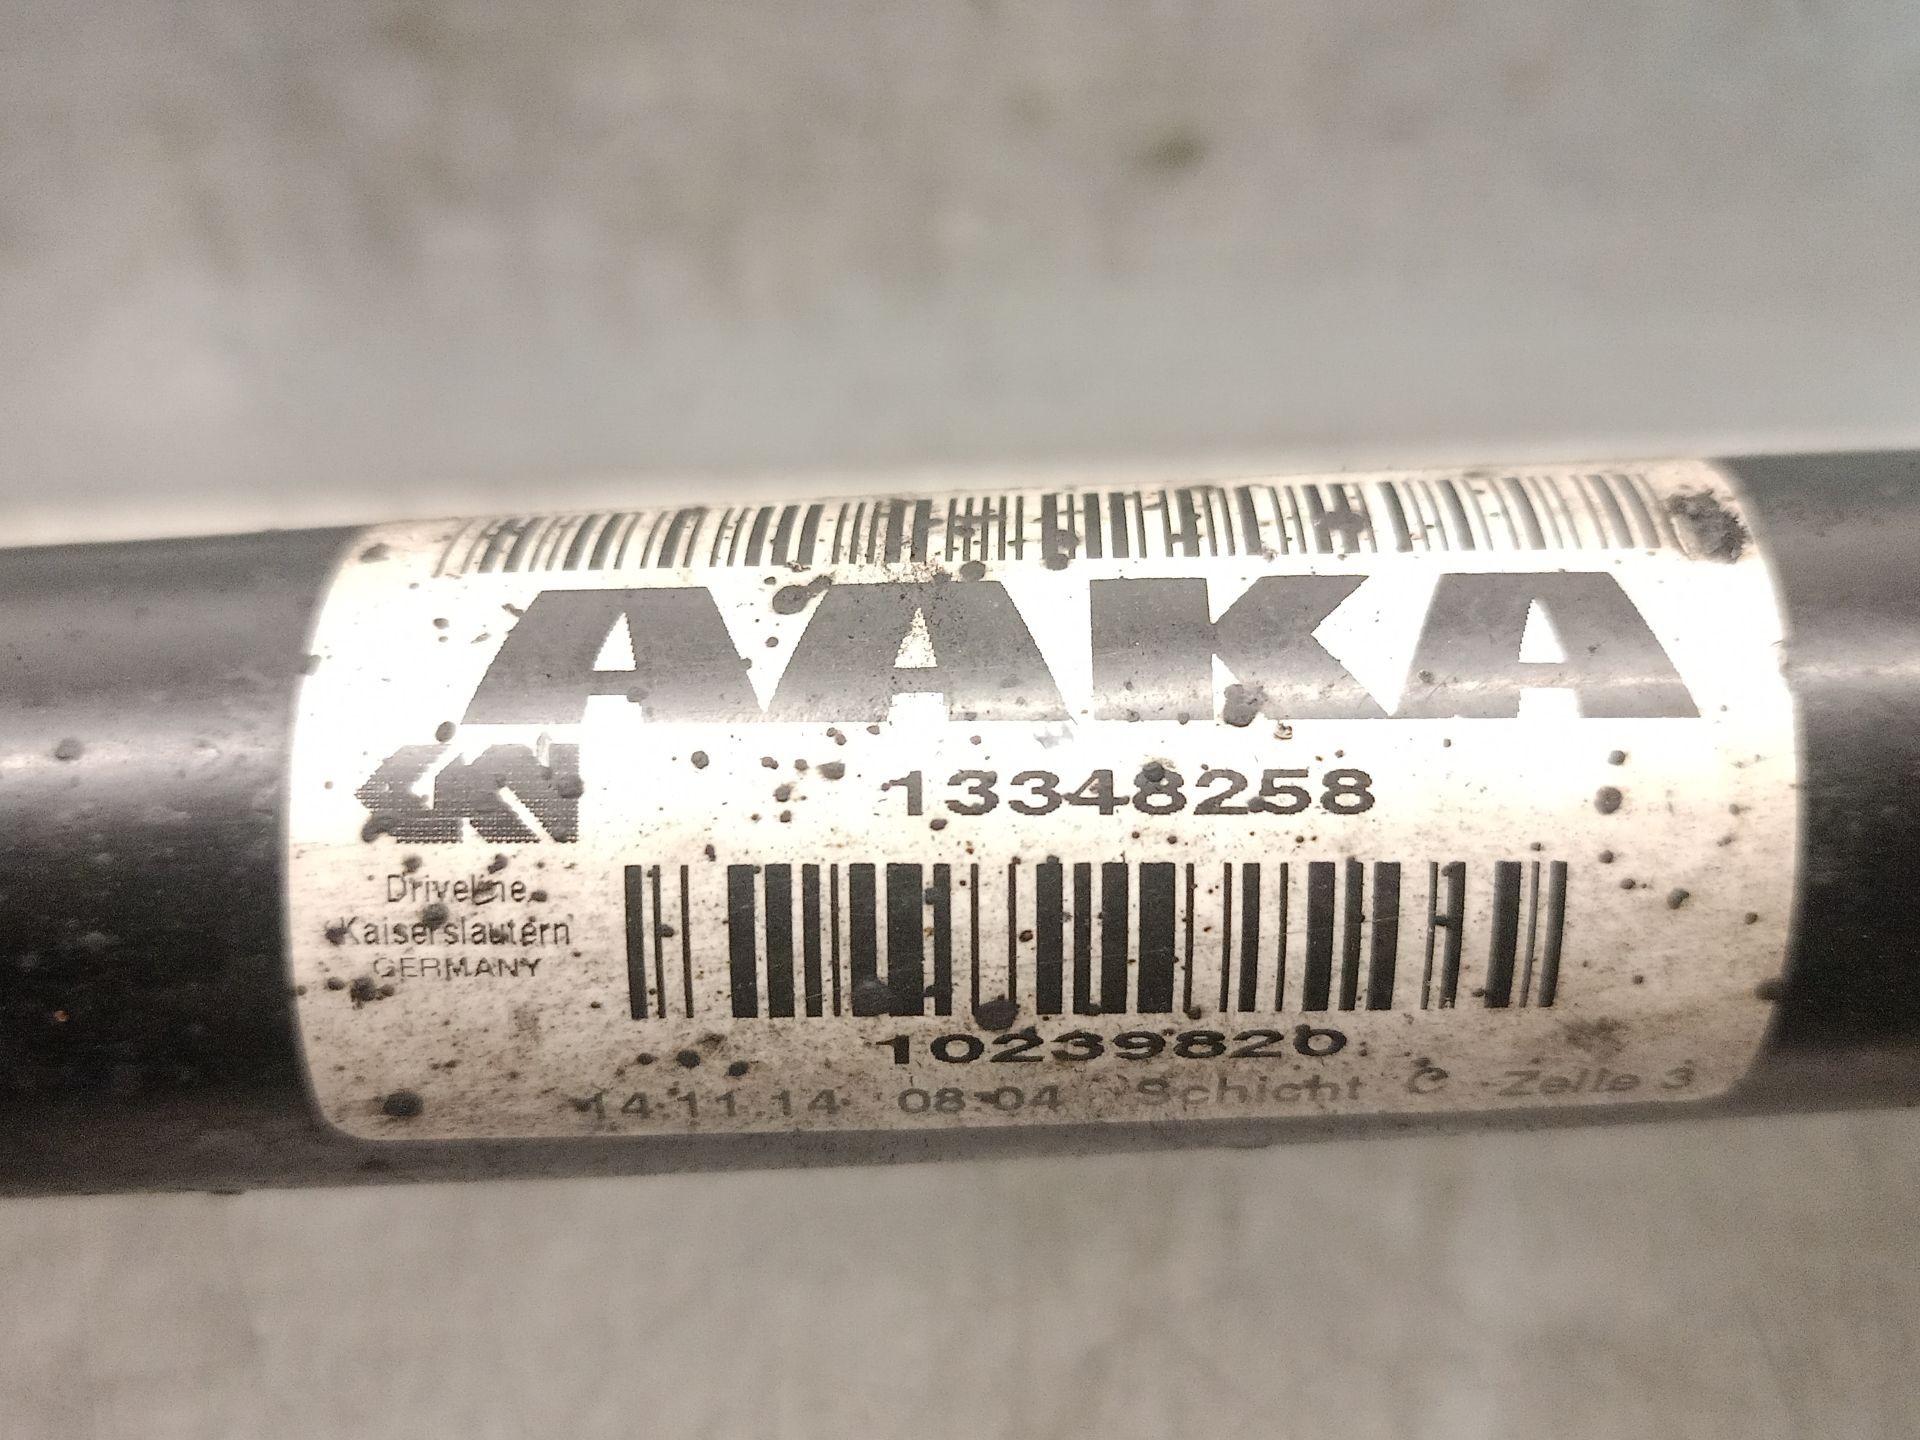 AAKA
13348258
Driveline
Kaiserslautern
GERMANY
10239820
14.11.14 08:04 Schicht C Zelle 3